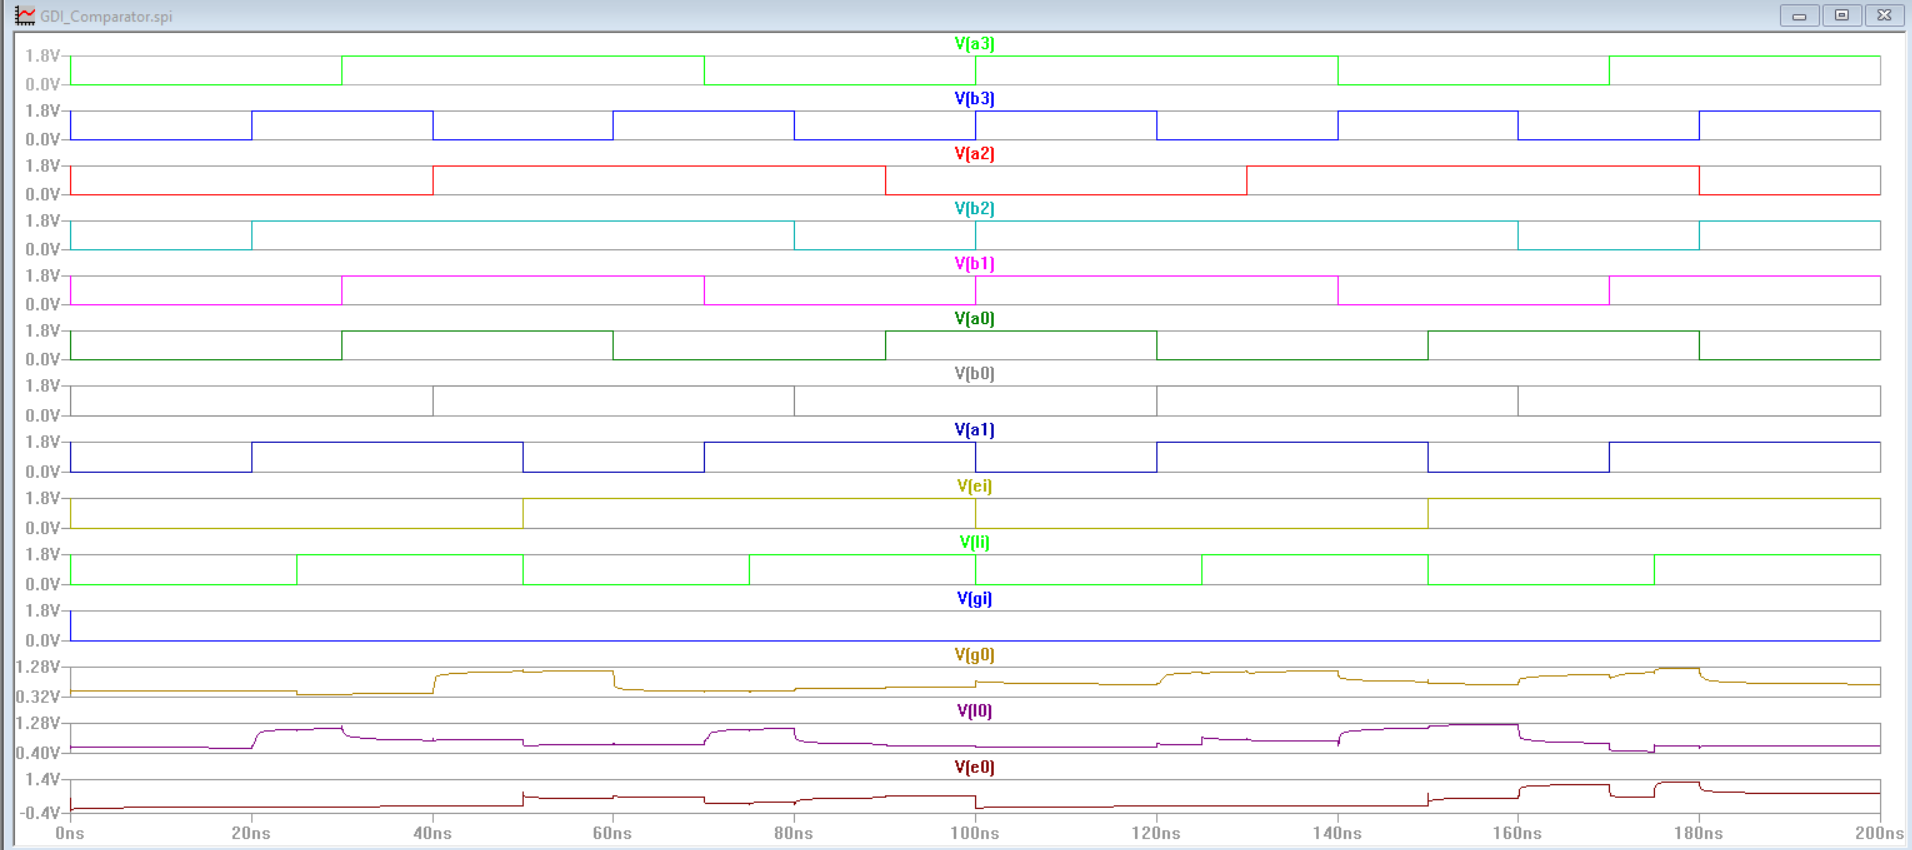 GDI_Comparator.spi
V(a3)
1.8V
0.0V
V(b3)
1.8V
0.0V
V(a2)
1.8V
0.0V
V(b2)
1.8V
0.0V
V(b1)
1.8V
0.0V
V(a0)
1.8V
0.0V
V(b0)
1.8V
0.0V
V(a1)
1.8V
0.0V
V(ei)
1.8V
0.0V
V(li)
1.8V
0.0V
V(gi)
1.8V
0.0V
V(g0)
1.28V
0.32V
V(l0)
1.28V
0.40V
V(e0)
1.4V
-0.4V
0ns 20ns 40ns 60ns 80ns 100ns 120ns 140ns 160ns 180ns 200ns